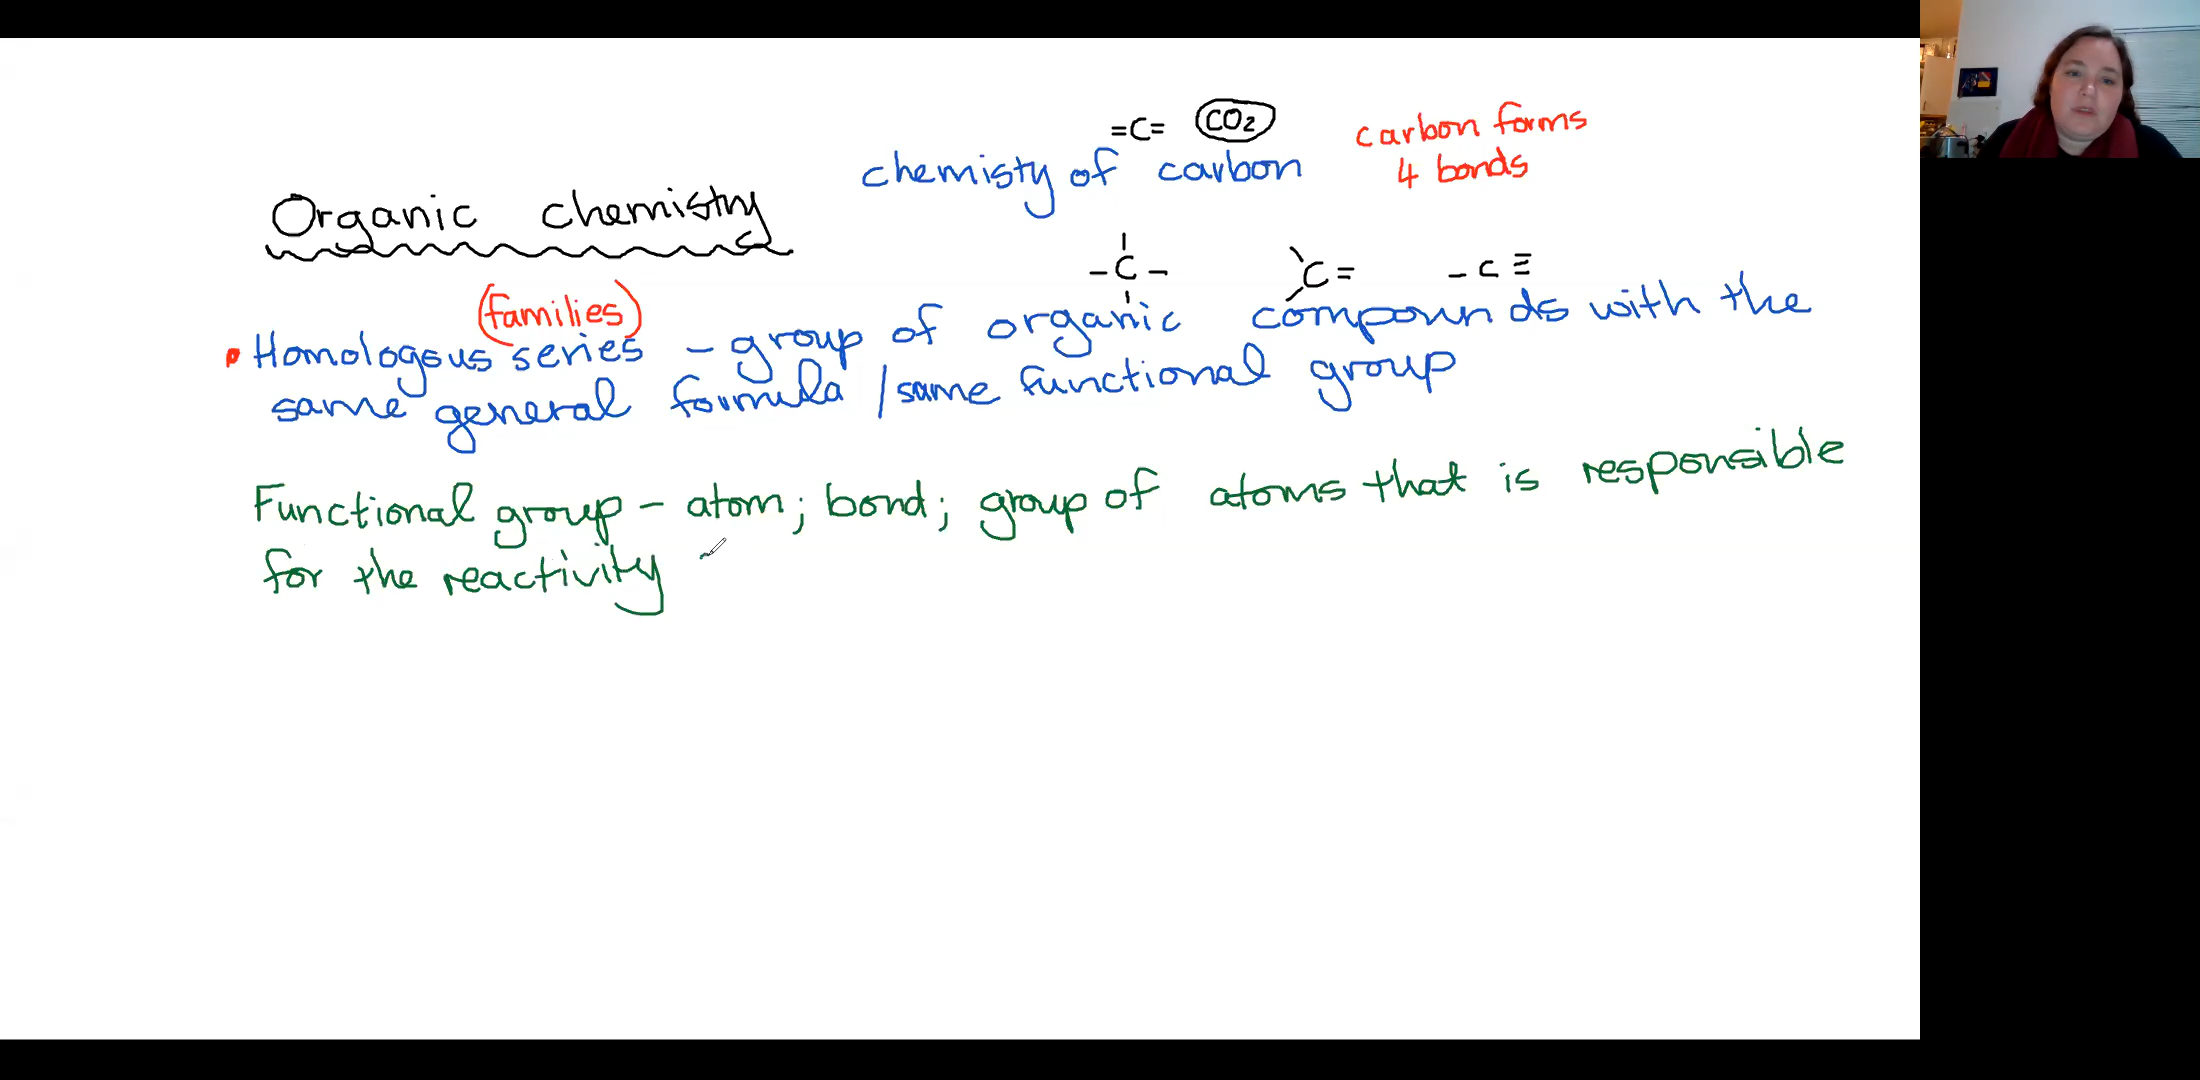 =C= CO2
carbon forms
4 bonds
chemisty of carbon
Organic chemistry
-C- C= -C≡
(families)
• Homologous series - group of organic compounds with the
same general formula / same functional group
Functional group - atom; bond; group of atoms that is responsible
for the reactivity